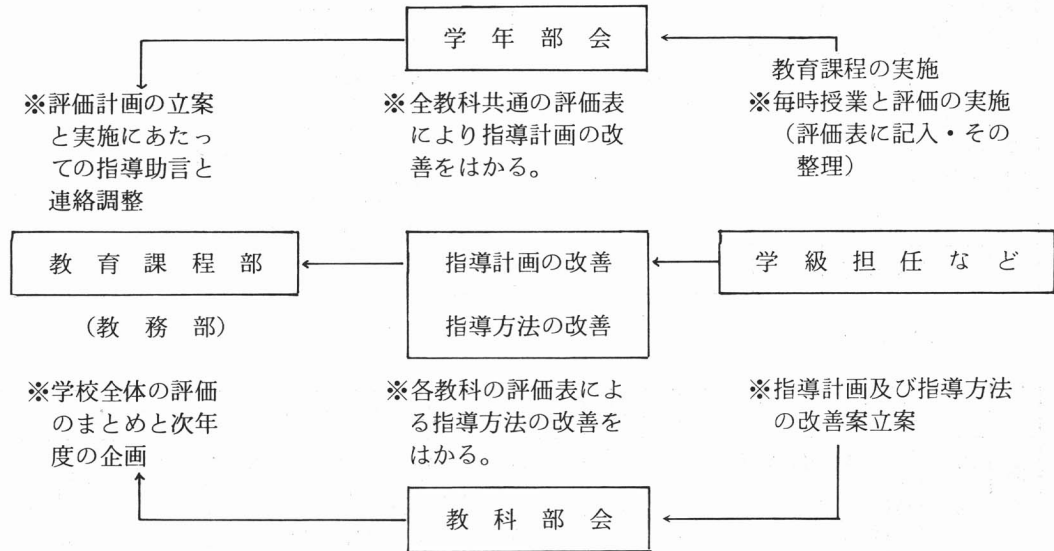 学年部会
教育課程の実施
※評価計画の立案
と実施にあたっ
ての指導助言と
連絡調整
※全教科共通の評価表
により指導計画の改
善をはかる。
※毎時授業と評価の実施
（評価表に記入・その
整理）
教育課程部
（教務部）
指導計画の改善
指導方法の改善
学級担任など
※学校全体の評価
のまとめと次年
度の企画
※各教科の評価表によ
る指導方法の改善を
はかる。
※指導計画及び指導方法
の改善案立案
教科部会